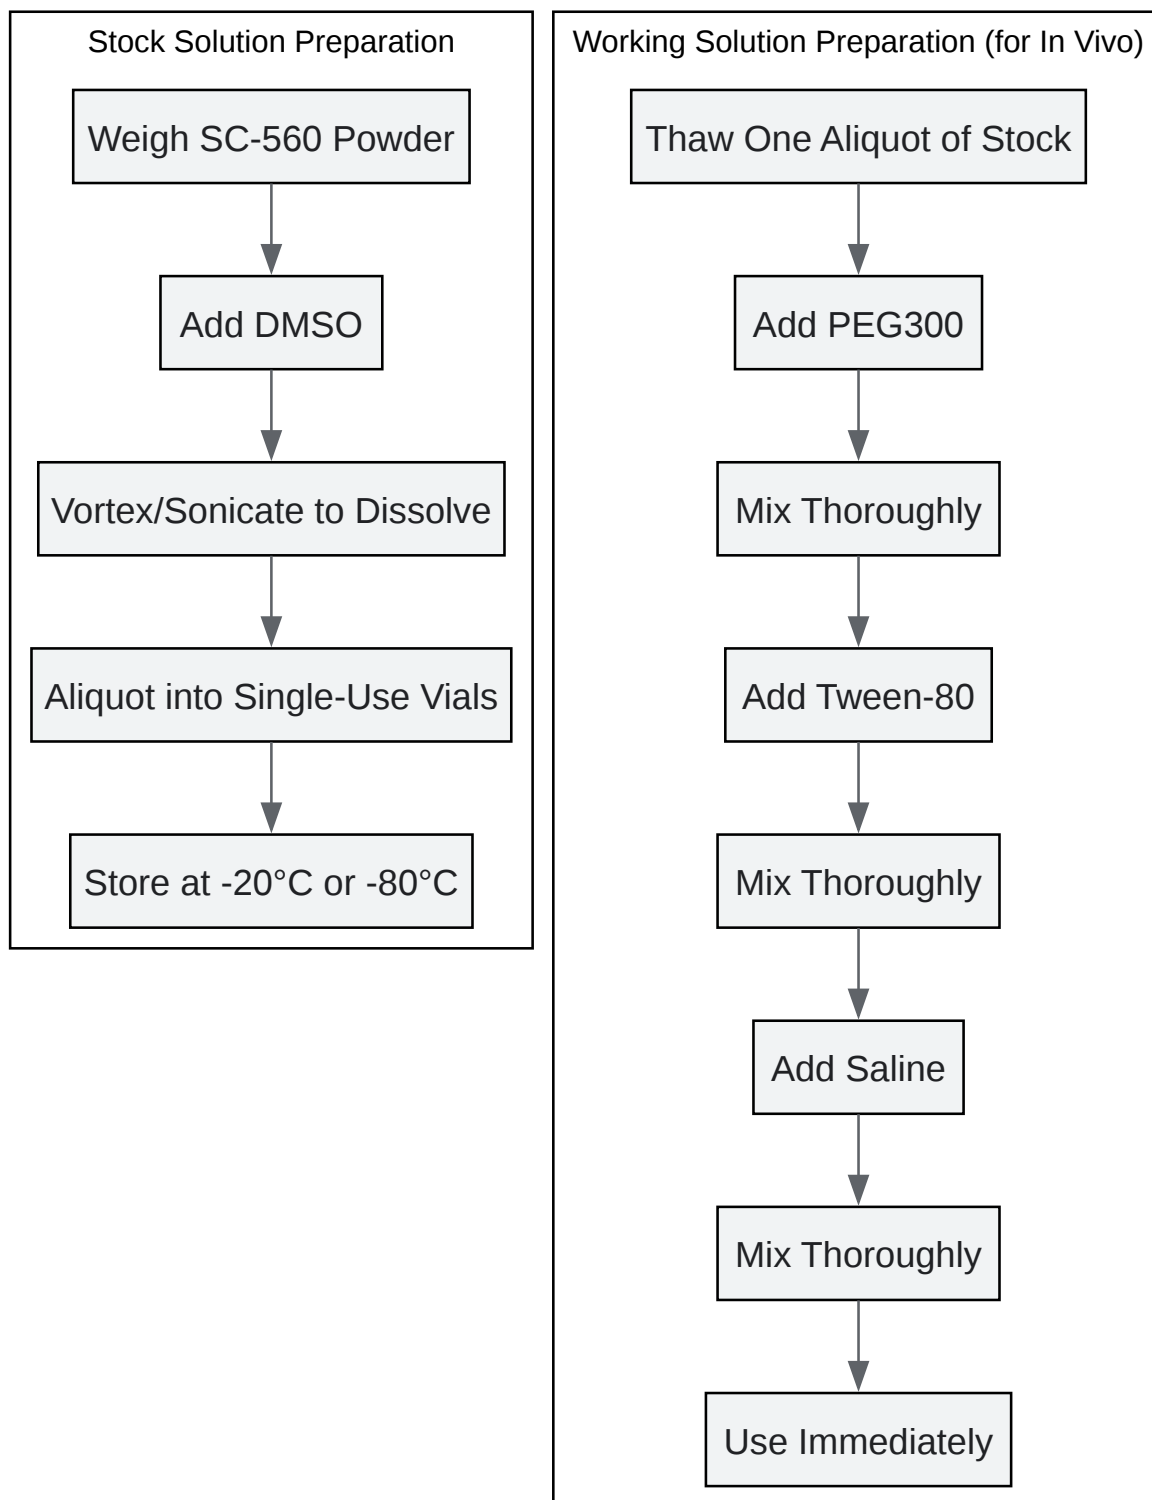 Stock Solution Preparation
Weigh SC-560 Powder
Add DMSO
Vortex/Sonicate to Dissolve
Aliquot into Single-Use Vials
Store at -20°C or -80°C
Working Solution Preparation (for In Vivo)
Thaw One Aliquot of Stock
Add PEG300
Mix Thoroughly
Add Tween-80
Mix Thoroughly
Add Saline
Mix Thoroughly
Use Immediately